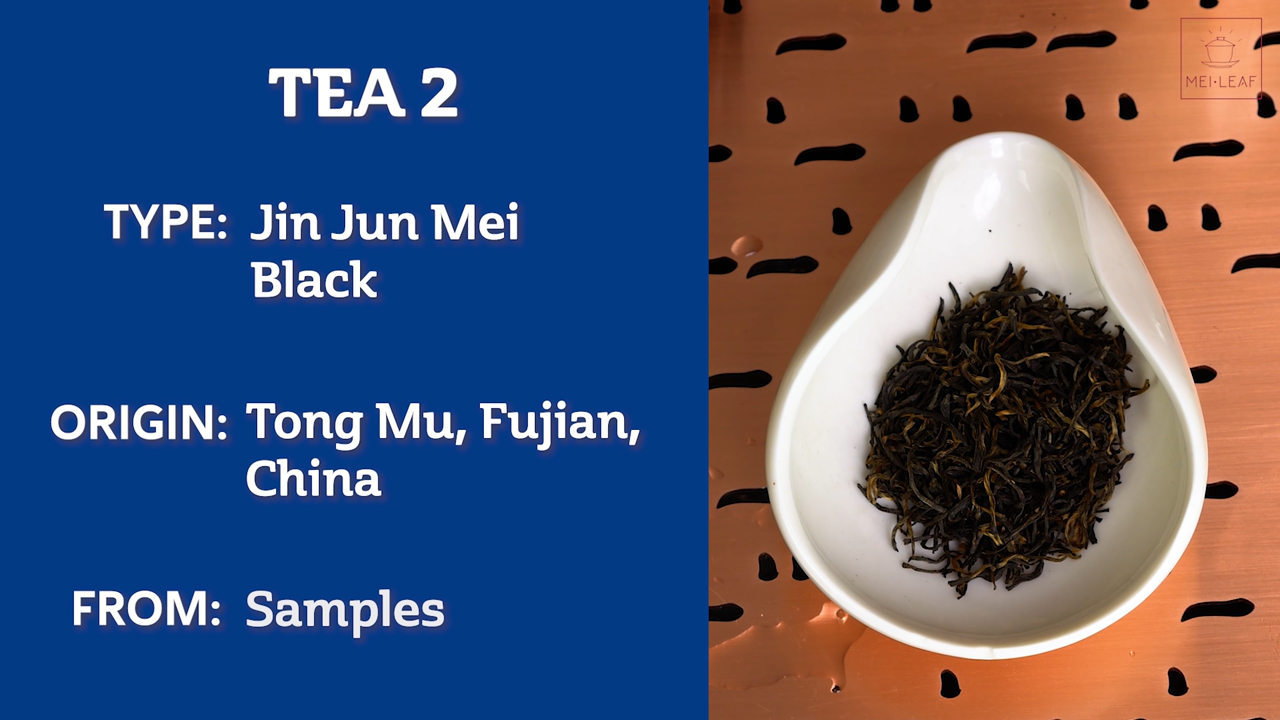 TEA 2
TYPE: Jin Jun Mei
Black
ORIGIN: Tong Mu, Fujian,
China
FROM: Samples
MEI·LEAF